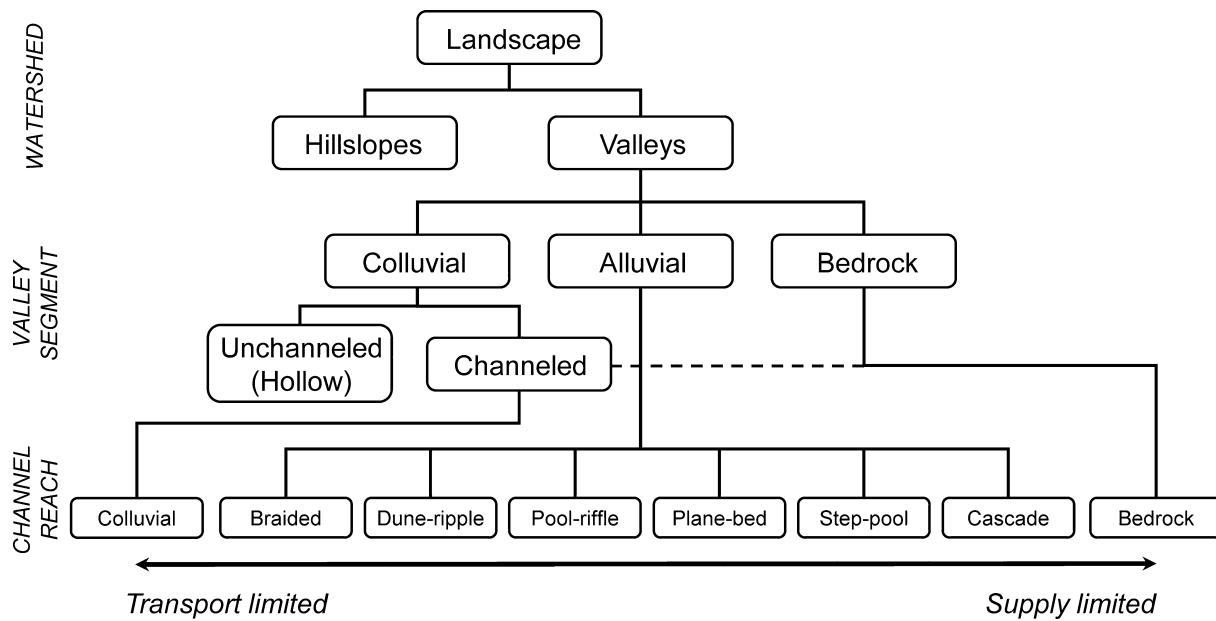 WATERSHED
Landscape
Hillslopes
Valleys
VALLEY
SEGMENT
Colluvial
Alluvial
Bedrock
Unchanneled
(Hollow)
Channeled
CHANNEL
REACH
Colluvial
Braided
Dune-ripple
Pool-riffle
Plane-bed
Step-pool
Cascade
Bedrock
Transport limited
Supply limited